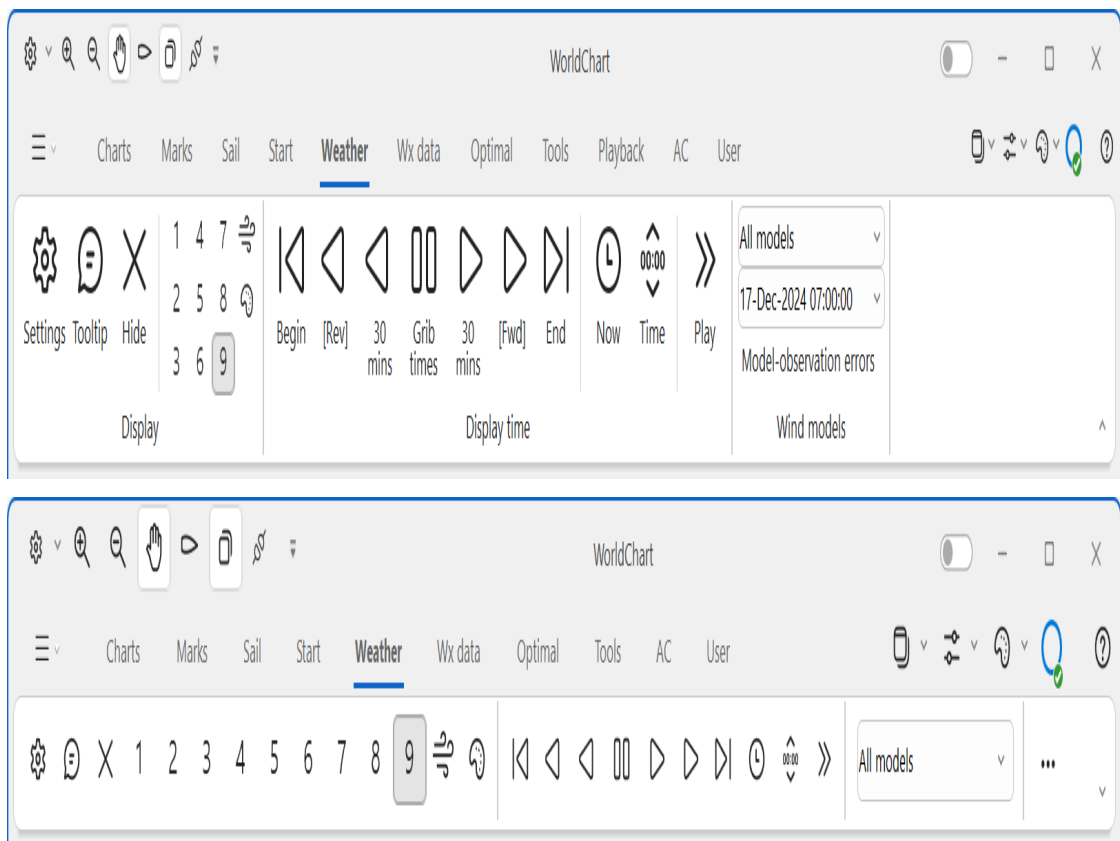 WorldChart
Charts Marks Sail Start Weather Wx data Optimal Tools Playback AC User
1 4 7
2 5 8
3 6 9
Settings Tooltip Hide
Display
00:00
Begin [Rev] 30 mins Grib times 30 mins [Fwd] End Now Time Play
Display time
All models
17-Dec-2024 07:00:00
Model-observation errors
Wind models
WorldChart
Charts Marks Sail Start Weather Wx data Optimal Tools AC User
1 2 3 4 5 6 7 8 9 00:00 All models